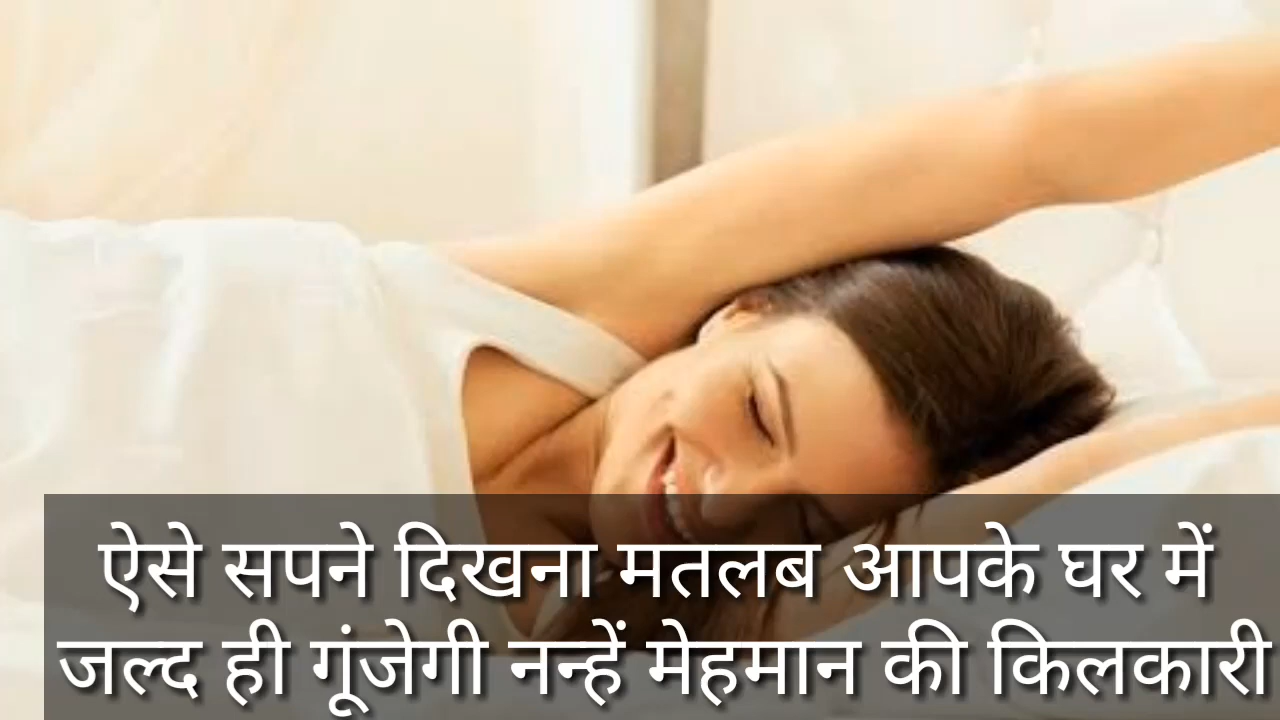 ऐसे सपने दिखना मतलब आपके घर में
जल्द ही गूंजेगी नन्हें मेहमान की किलकारी